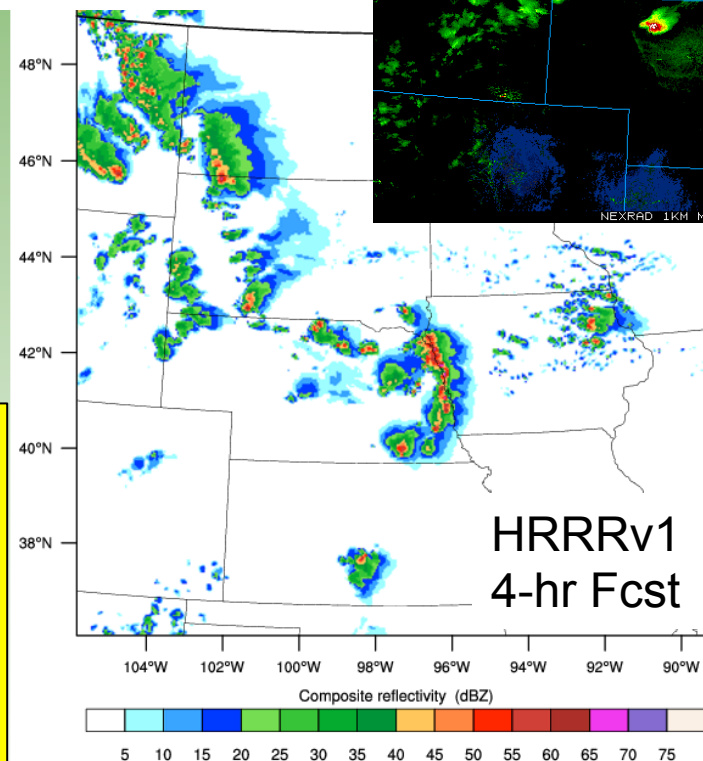 NEXRAD 1KM M
48°N
46°N
44°N
42°N
40°N
38°N
HRRRv1
4-hr Fcst
104°W 102°W 100°W 98°W 96°W 94°W 92°W 90°W
Composite reflectivity (dBZ)
5 10 15 20 25 30 35 40 45 50 55 60 65 70 75